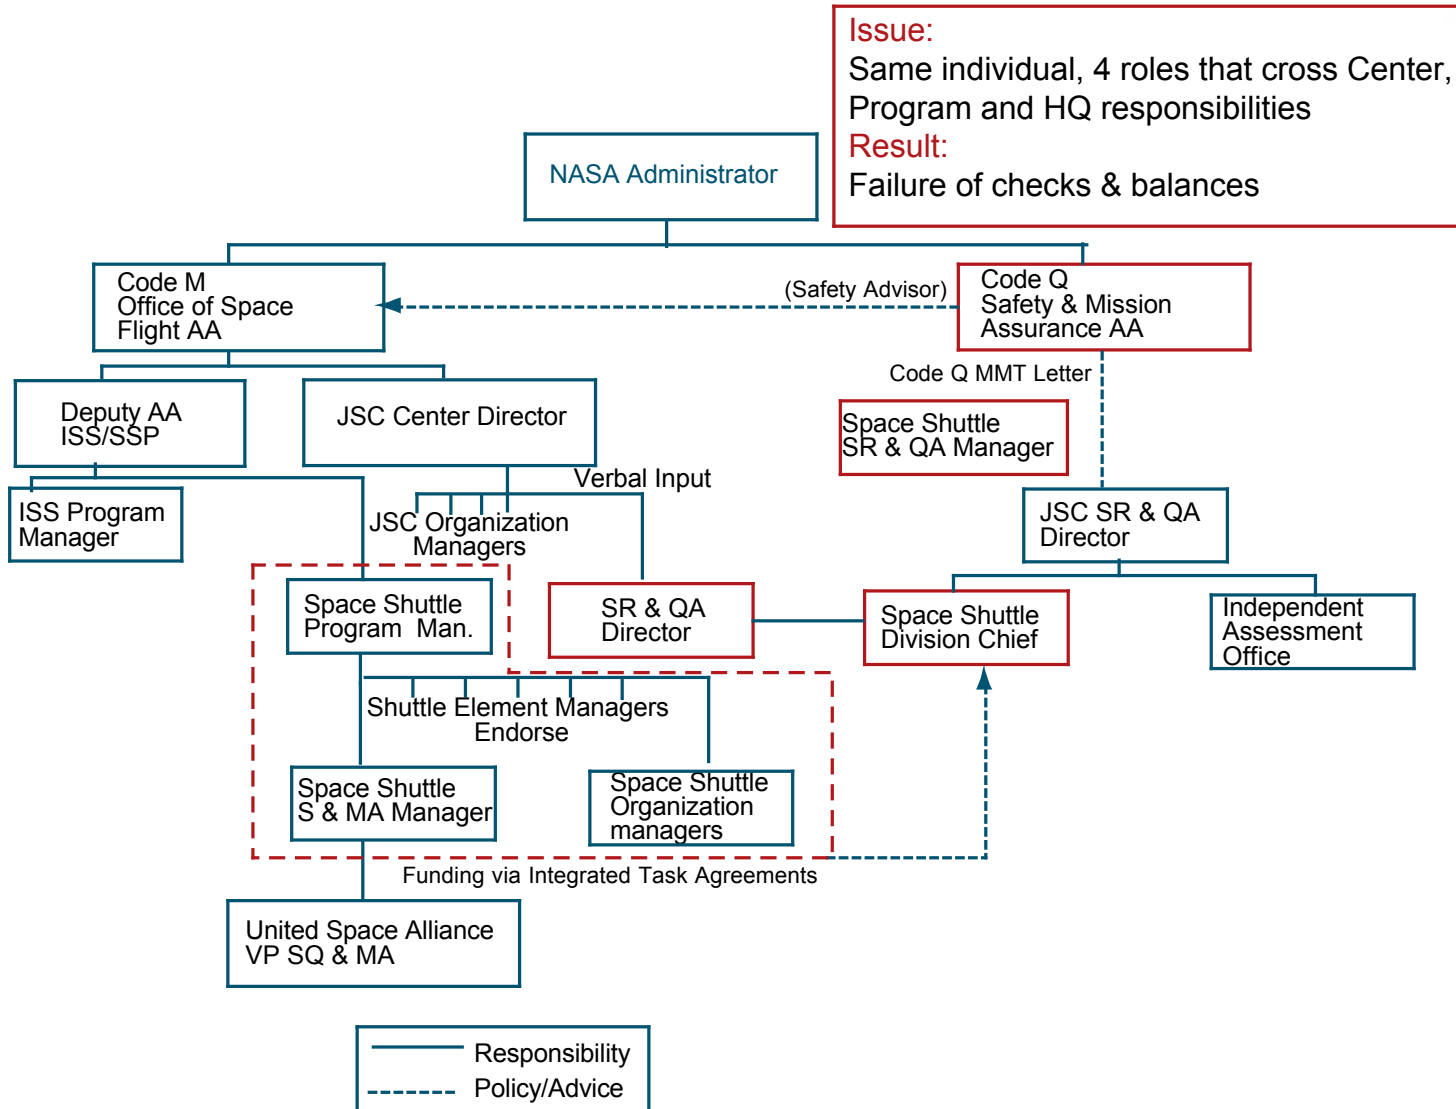 Issue:
Same individual, 4 roles that cross Center,
Program and HQ responsibilities
Result:
Failure of checks & balances
NASA Administrator
Code M
Office of Space
Flight AA
(Safety Advisor)
Code Q
Safety & Mission
Assurance AA
Code Q MMT Letter
Deputy AA
ISS/SSP
JSC Center Director
Space Shuttle
SR & QA Manager
Verbal Input
ISS Program
Manager
JSC Organization
Managers
JSC SR & QA
Director
Space Shuttle
Program Man.
SR & QA
Director
Space Shuttle
Division Chief
Independent
Assessment
Office
Shuttle Element Managers
Endorse
Space Shuttle
S & MA Manager
Space Shuttle
Organization
managers
Funding via Integrated Task Agreements
United Space Alliance
VP SQ & MA
Responsibility
Policy/Advice